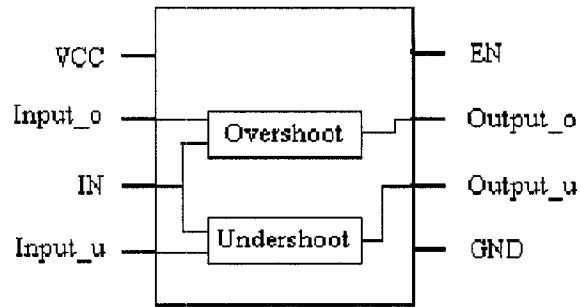 VCC
EN
Input_o
Overshoot
Output_o
IN
Output_u
Input_u
Undershoot
GND